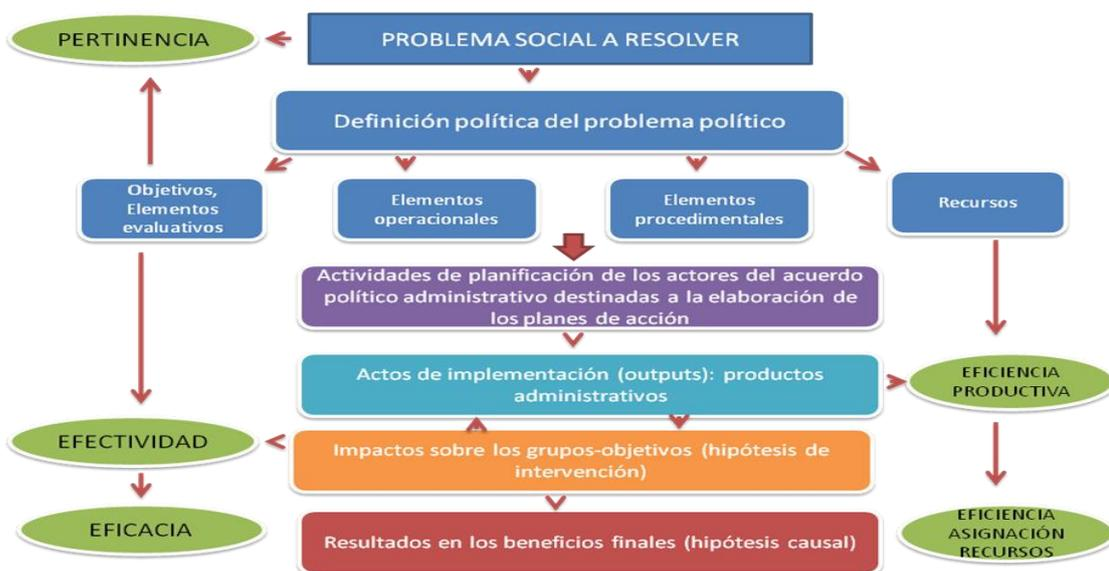 PERTINENCIA
PROBLEMA SOCIAL A RESOLVER
Definición política del problema político
Objetivos,
Elementos
evaluativos
Elementos
operacionales
Elementos
procedimentales
Recursos
Actividades de planificación de los actores del acuerdo
político administrativo destinadas a la elaboración de
los planes de acción
Actos de implementación (outputs): productos
administrativos
EFICIENCIA
PRODUCTIVA
EFECTIVIDAD
Impactos sobre los grupos-objetivos (hipótesis de
intervención)
EFICACIA
Resultados en los beneficios finales (hipótesis causal)
EFICIENCIA
ASIGNACIÓN
RECURSOS